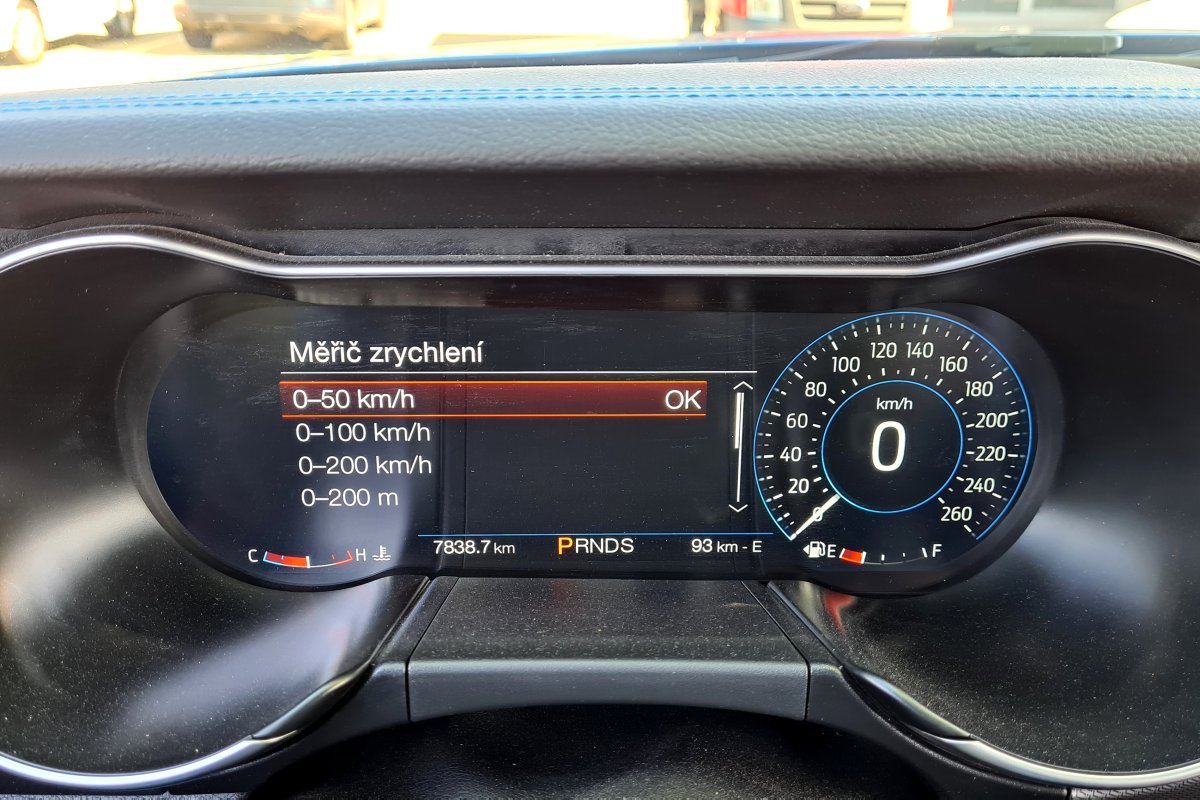 Měřič zrychlení
0–50 km/h OK
0–100 km/h
0–200 km/h
0–200 m
C H
7838.7 km PRNDS 93 km - E
km/h
0
0
20
40
60
80
100
120
140
160
180
200
220
240
260
E F